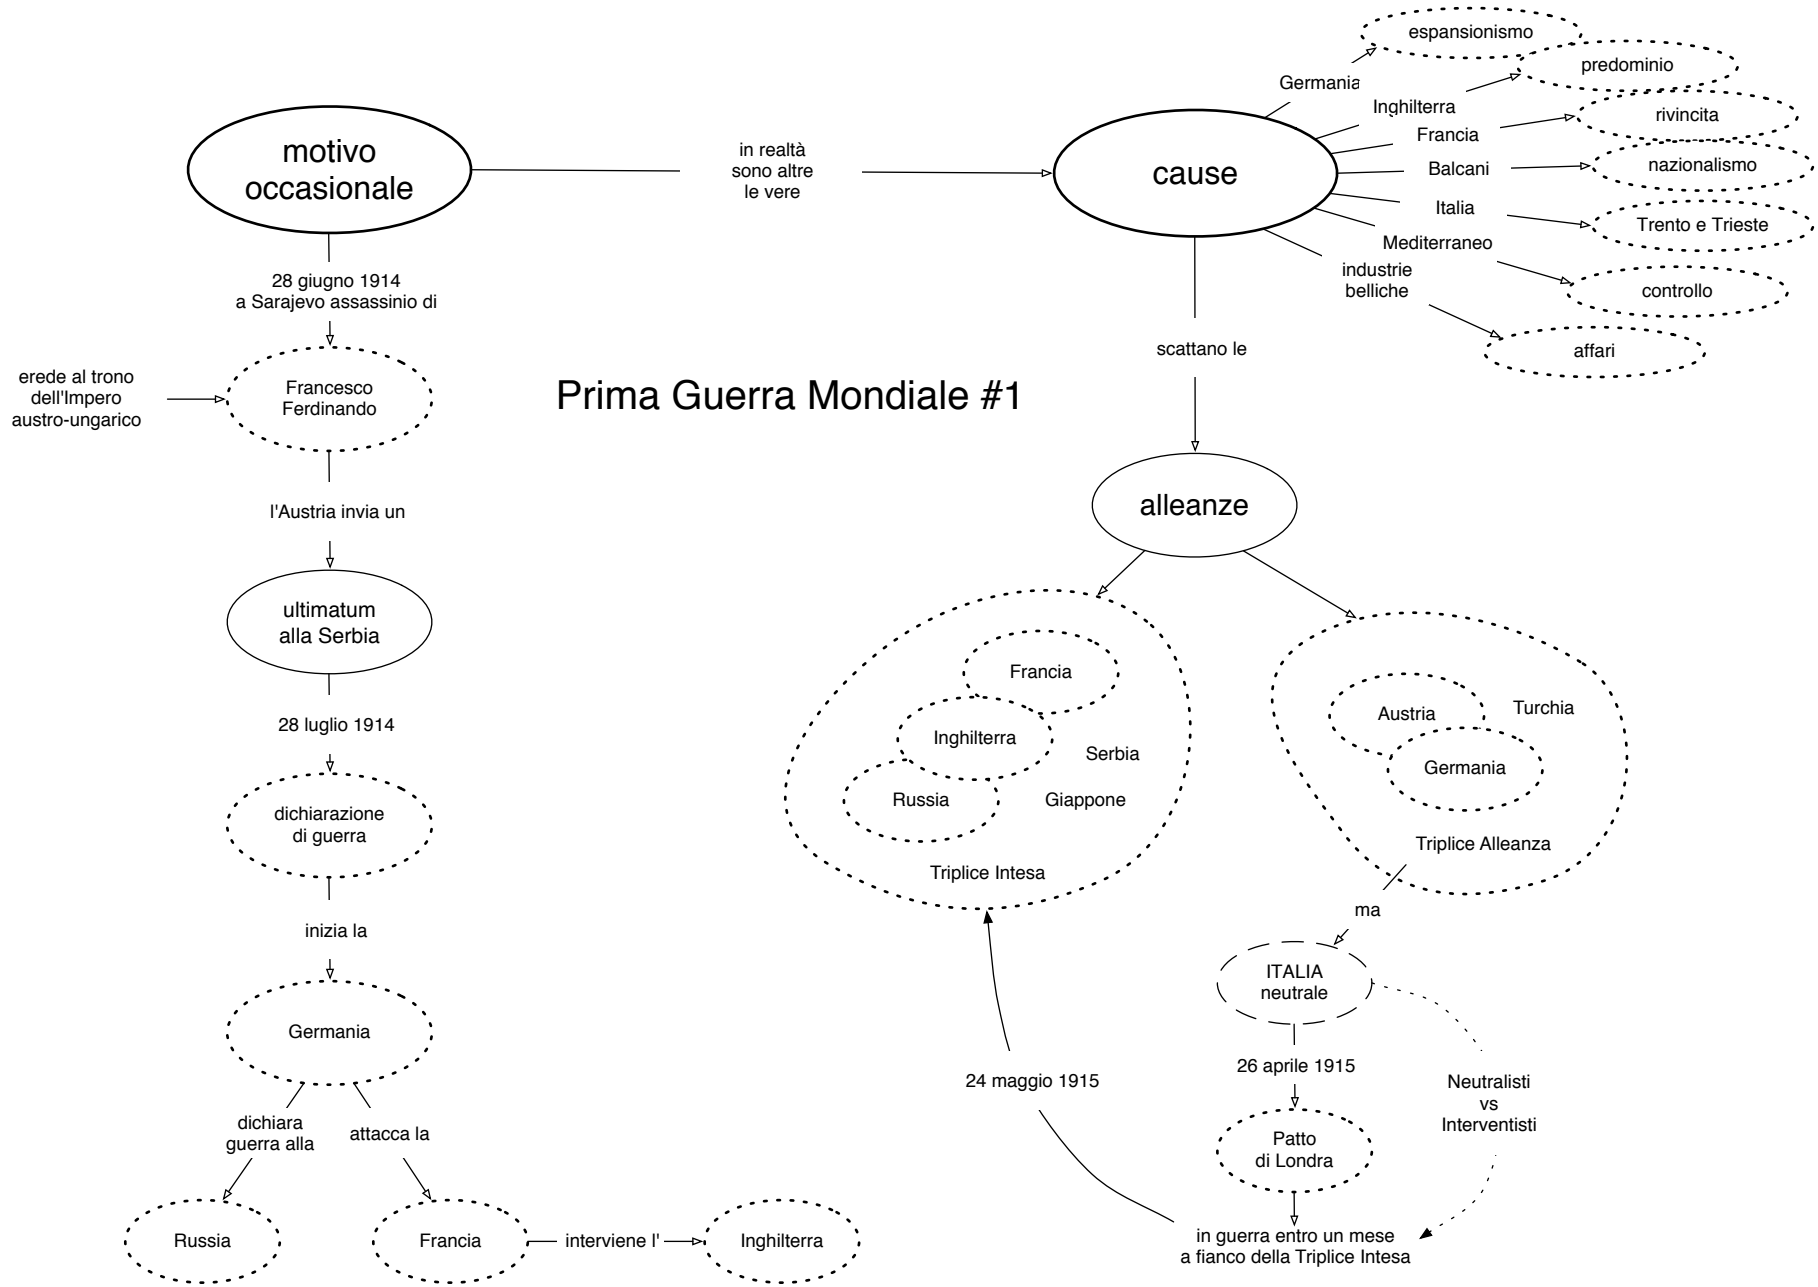 Prima Guerra Mondiale #1
motivo
occasionale
in realtà
sono altre
le vere
cause
Germania
espansionismo
Inghilterra
predominio
Francia
rivincita
Balcani
nazionalismo
Italia
Trento e Trieste
Mediterraneo
controllo
industrie
belliche
affari
28 giugno 1914
a Sarajevo assassinio di
erede al trono
dell'Impero
austro-ungarico
Francesco
Ferdinando
l'Austria invia un
ultimatum
alla Serbia
28 luglio 1914
dichiarazione
di guerra
inizia la
Germania
dichiara
guerra alla
attacca la
Russia
Francia
interviene l'
Inghilterra
scattano le
alleanze
Francia
Inghilterra
Serbia
Russia
Giappone
Triplice Intesa
Austria
Turchia
Germania
Triplice Alleanza
ma
ITALIA
neutrale
26 aprile 1915
Patto
di Londra
Neutralisti
vs
Interventisti
in guerra entro un mese
a fianco della Triplice Intesa
24 maggio 1915